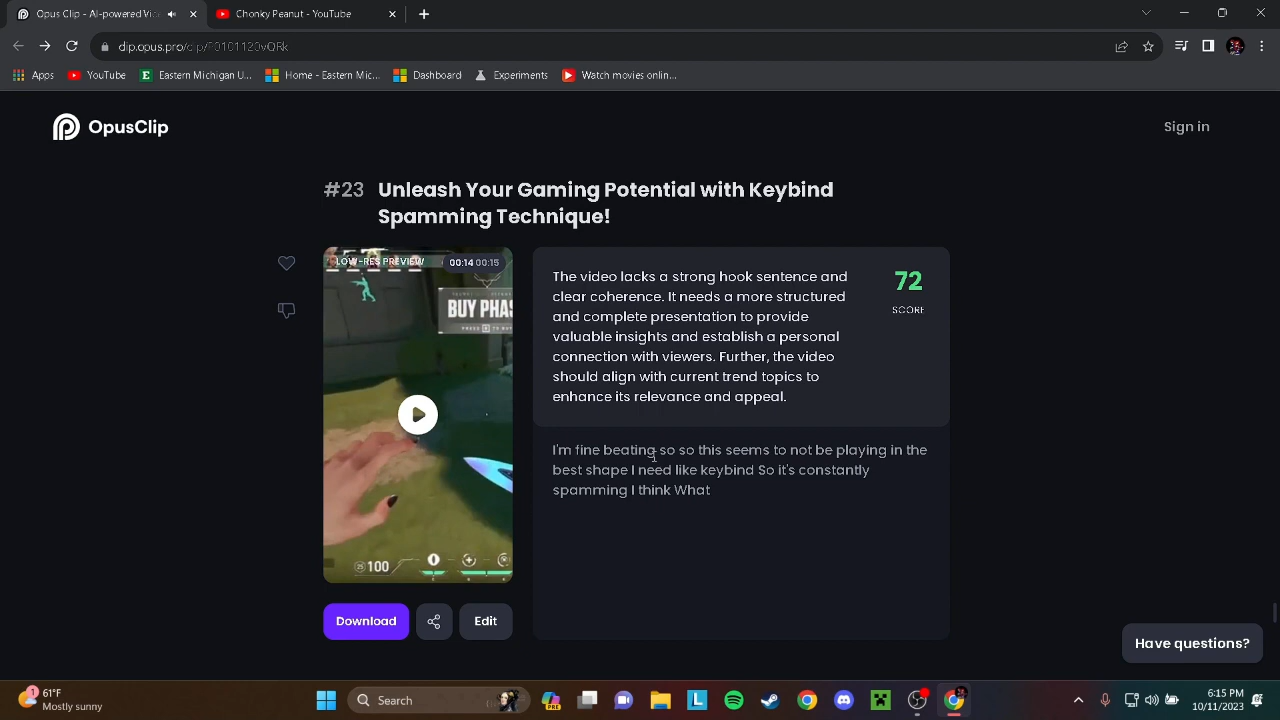 Opus Clip - AI-powered Vide
Chonky Peanut - YouTube
Apps
YouTube
E Eastern Michigan U...
Home - Eastern Mic...
Dashboard
Experiments
Watch movies onlin...
OpusClip
Sign in
#23 Unleash Your Gaming Potential with Keybind
Spamming Technique!
LOW-RES PREVIEW
00:14 00:15
BUY PHAS
100
The video lacks a strong hook sentence and
clear coherence. It needs a more structured
and complete presentation to provide
valuable insights and establish a personal
connection with viewers. Further, the video
should align with current trend topics to
enhance its relevance and appeal.
72
SCORE
I'm fine beating so so this seems to not be playing in the
best shape I need like keybind So it's constantly
spamming I think What
Download
Edit
Have questions?
1
61°F
Mostly sunny
Search
PRE
L
6:15 PM
10/11/2023